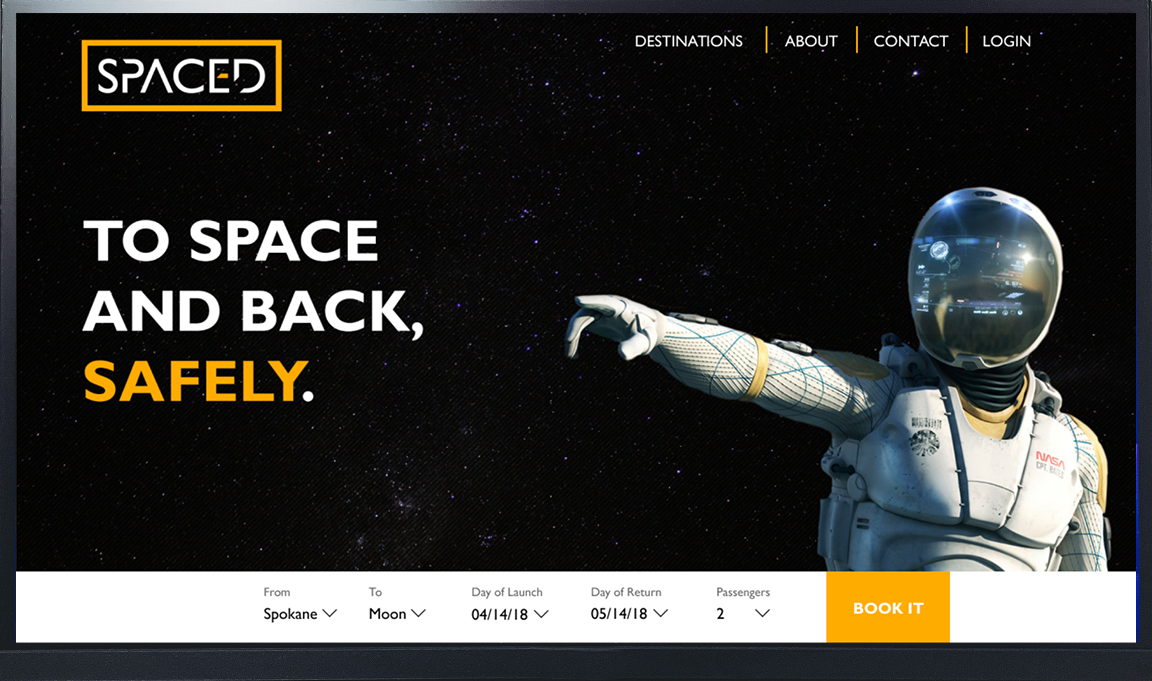 SPACED
DESTINATIONS
ABOUT
CONTACT
LOGIN
TO SPACE
AND BACK,
SAFELY.
NASA
From
To
Day of Launch
Day of Return
Passengers
Spokane
Moon
04/14/18
05/14/18
2
BOOK IT